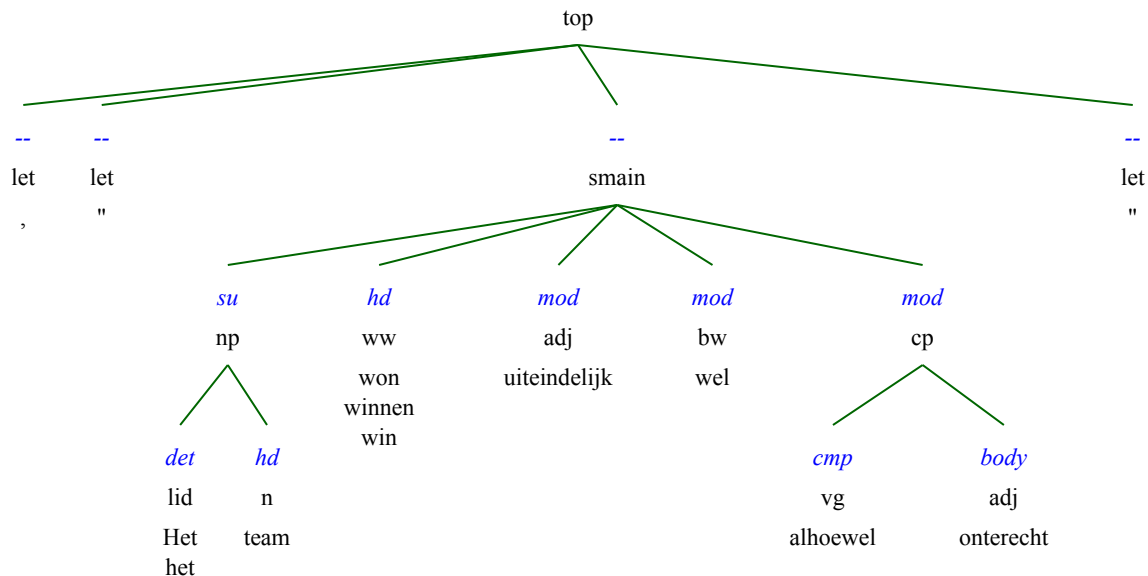 top
-- -- -- --
let let smain let
, " "
su hd mod mod mod
np ww adj bw cp
won uiteindelijk wel
winnen
win
det hd cmp body
lid n vg adj
Het team alhoewel onterecht
het